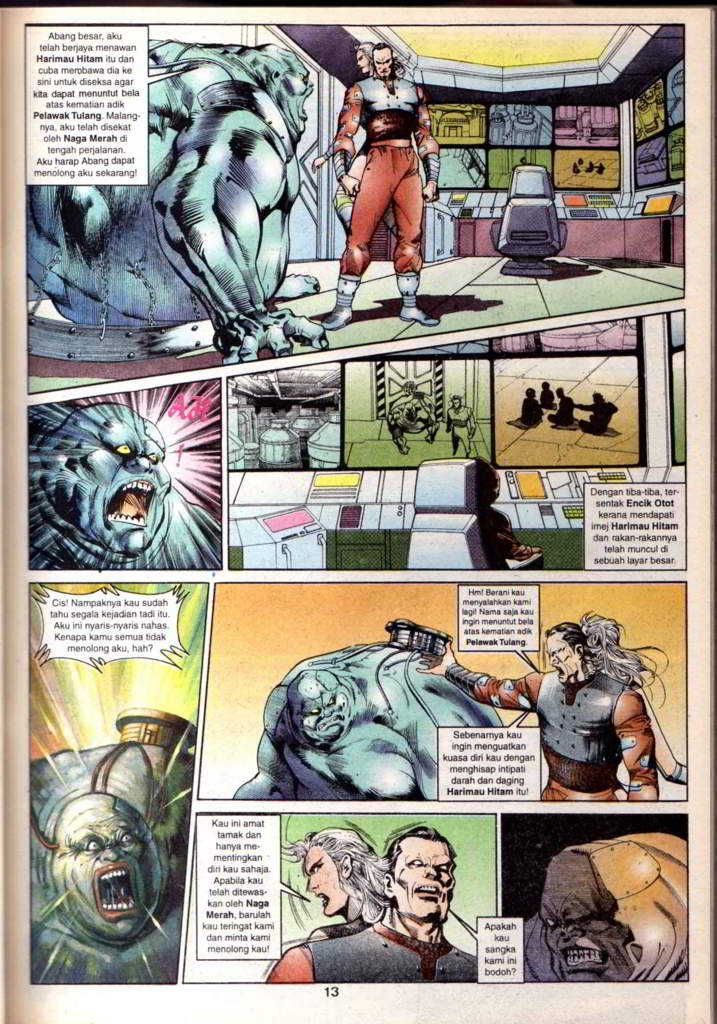 Abang besar, aku
telah berjaya menawan
Harimau Hitam itu dan
cuba merobawa dia ke
sini untuk diseksa agar
kita dapat menuntut bela
atas kematian adik
Pelawak Tulang. Malang-
nya, aku telah disekat
oleh Naga Merah di
tengah perjalanan.
Aku harap Abang dapat
menolong aku sekarang!
AH!
Dengan tiba-tiba, ter-
sentak Encik Otot
kerana mendapati
imej Harimau Hitam
dan rakan-rakannya
telah muncul di
sebuah layar besar.
Cis! Nampaknya kau sudah
tahu segala kejadian tadi itu.
Aku ini nyaris-nyaris nahas.
Kenapa kamu semua tidak
menolong aku, hah?
Hm! Berani kau
menyalahkan kami
lagi! Nama saja kau
ingin menuntut bela
atas kematian adik
Pelawak Tulang.
Sebenarnya kau
ingin menguatkan
kuasa diri kau dengan
menghisap intipati
darah dan daging
Harimau Hitam itu!
Kau ini amat
tamak dan
hanya me-
mentingkan
diri kau sahaja.
Apabila kau
telah ditewas-
kan oleh Naga
Merah, barulah
kau teringat kami
dan minta kami
menolong kau!
Apakah
kau
sangka
kami ini
bodoh?
13